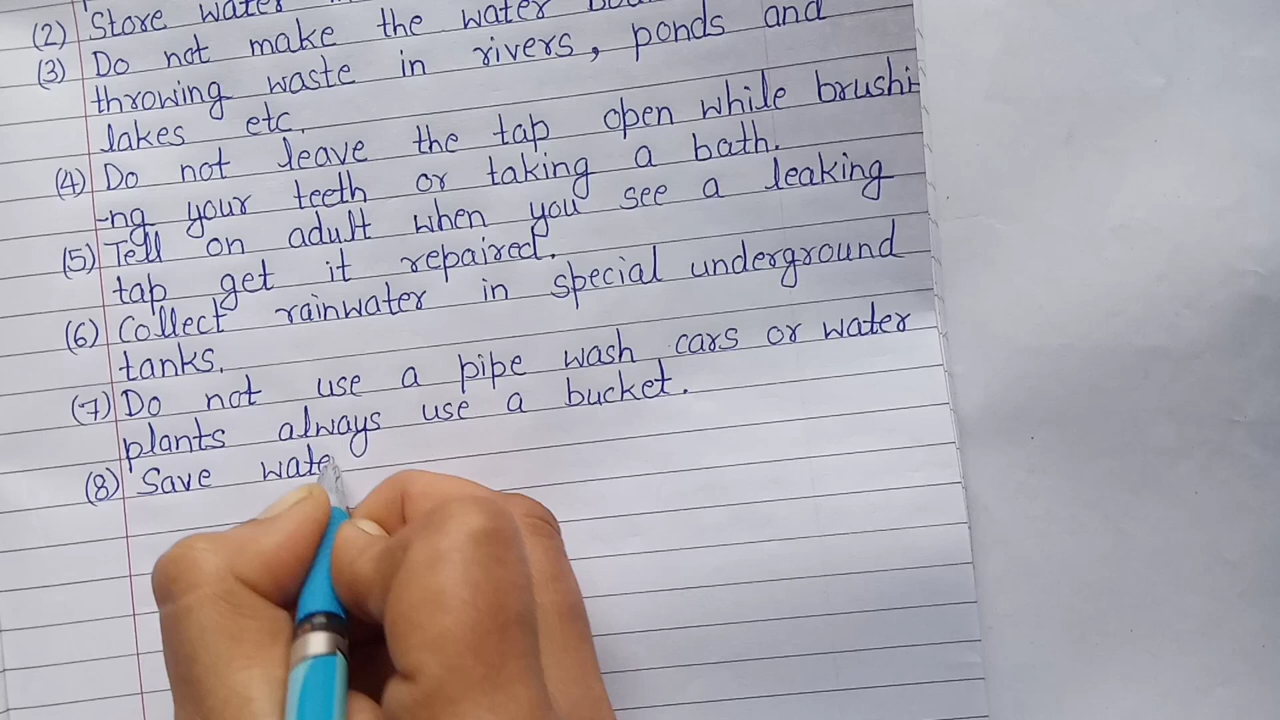 (2) Store water
(3) Do not make the water
throwing waste in rivers, ponds and
lakes etc.
(4) Do not leave the tap open while brushi
-ng your teeth or taking a bath.
(5) Tell on adult when you see a leaking
tap get it repaired.
(6) Collect rainwater in special underground
tanks.
(7) Do not use a pipe wash cars or water
plants always use a bucket.
(8) Save wate